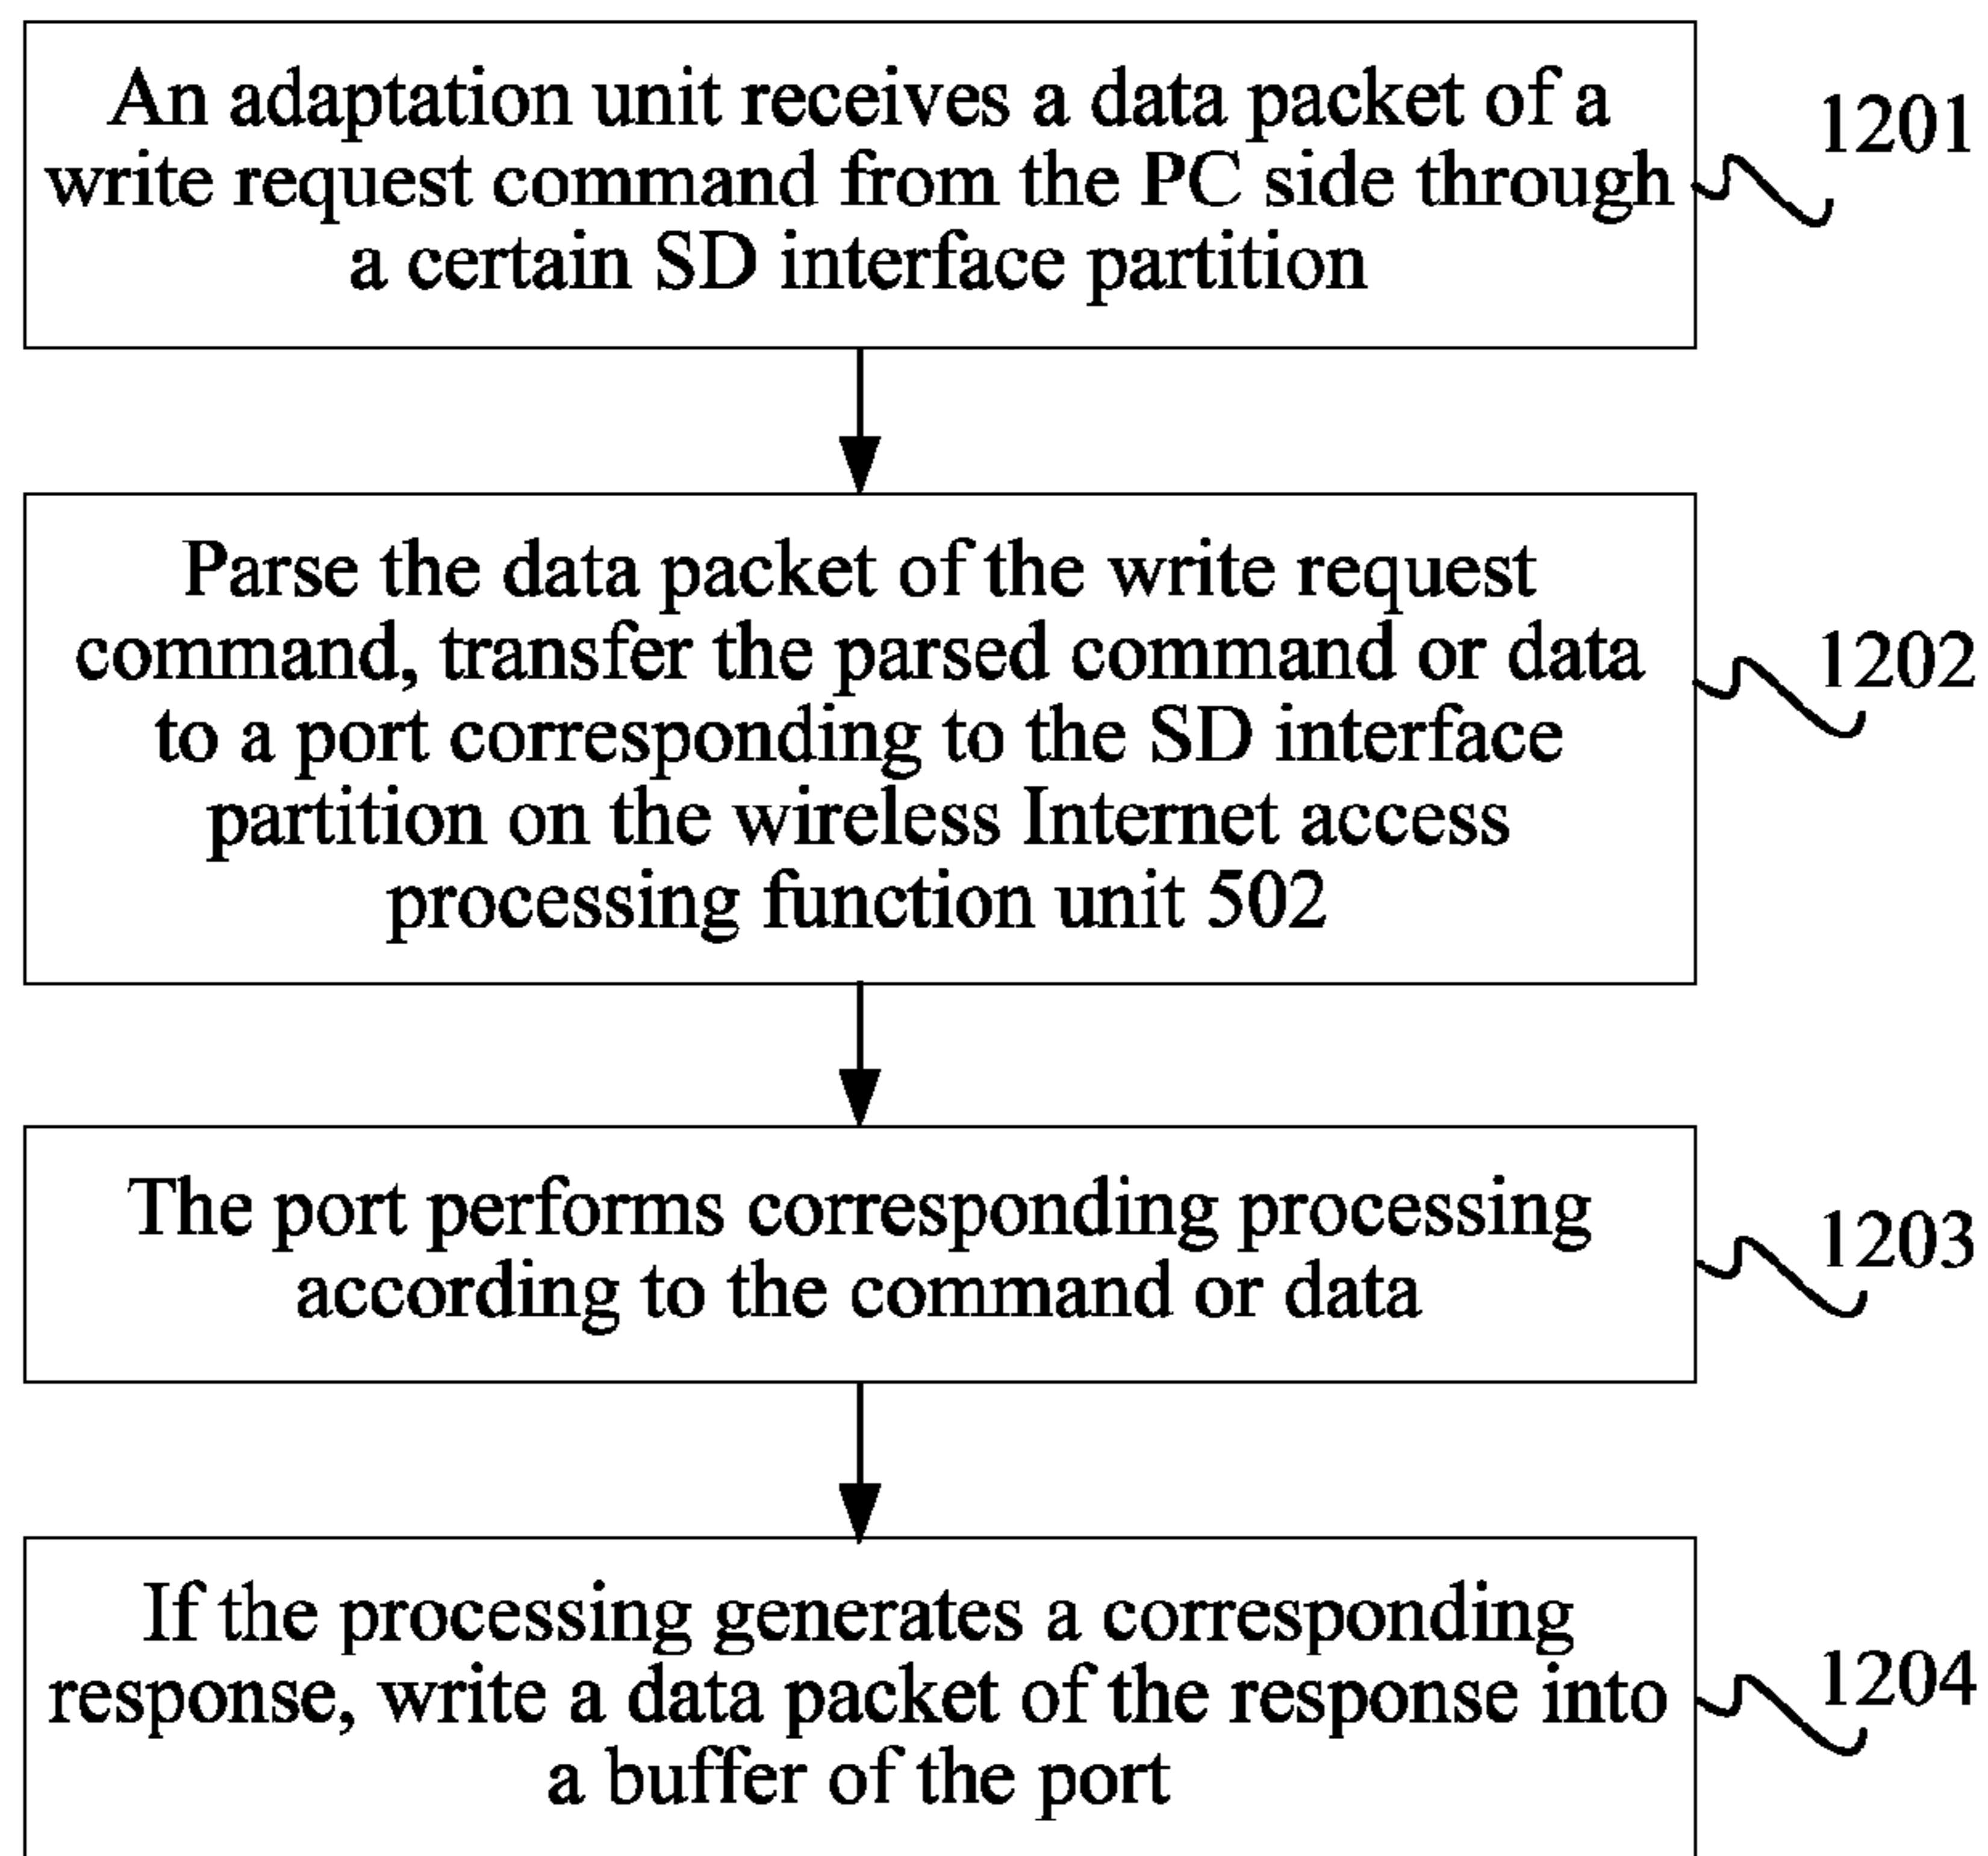 An adaptation unit receives a data packet of a
write request command from the PC side through
a certain SD interface partition
1201
Parse the data packet of the write request
command, transfer the parsed command or data
to a port corresponding to the SD interface
partition on the wireless Internet access
processing function unit 502
1202
The port performs corresponding processing
according to the command or data
1203
If the processing generates a corresponding
response, write a data packet of the response into
a buffer of the port
1204